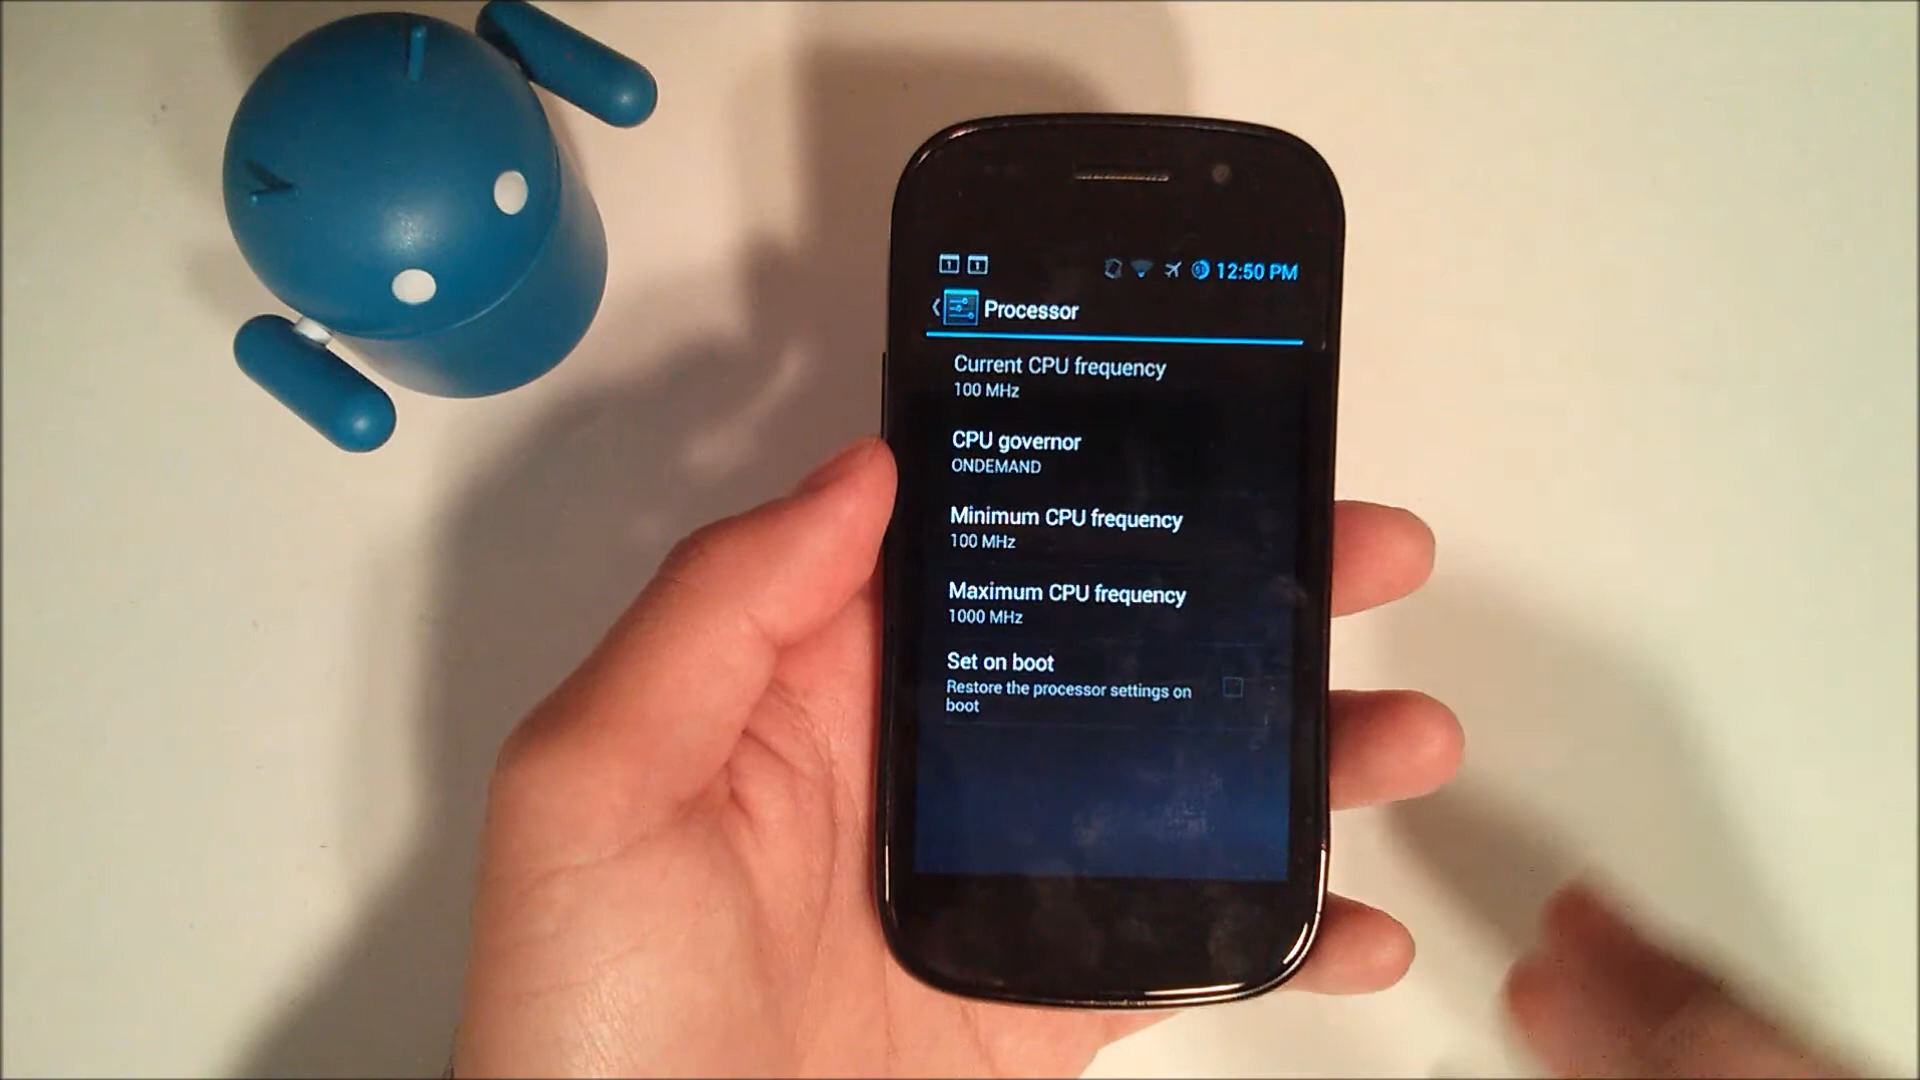 12:50 PM
Processor
Current CPU frequency
100 MHz
CPU governor
ONDEMAND
Minimum CPU frequency
100 MHz
Maximum CPU frequency
1000 MHz
Set on boot
Restore the processor settings on
boot